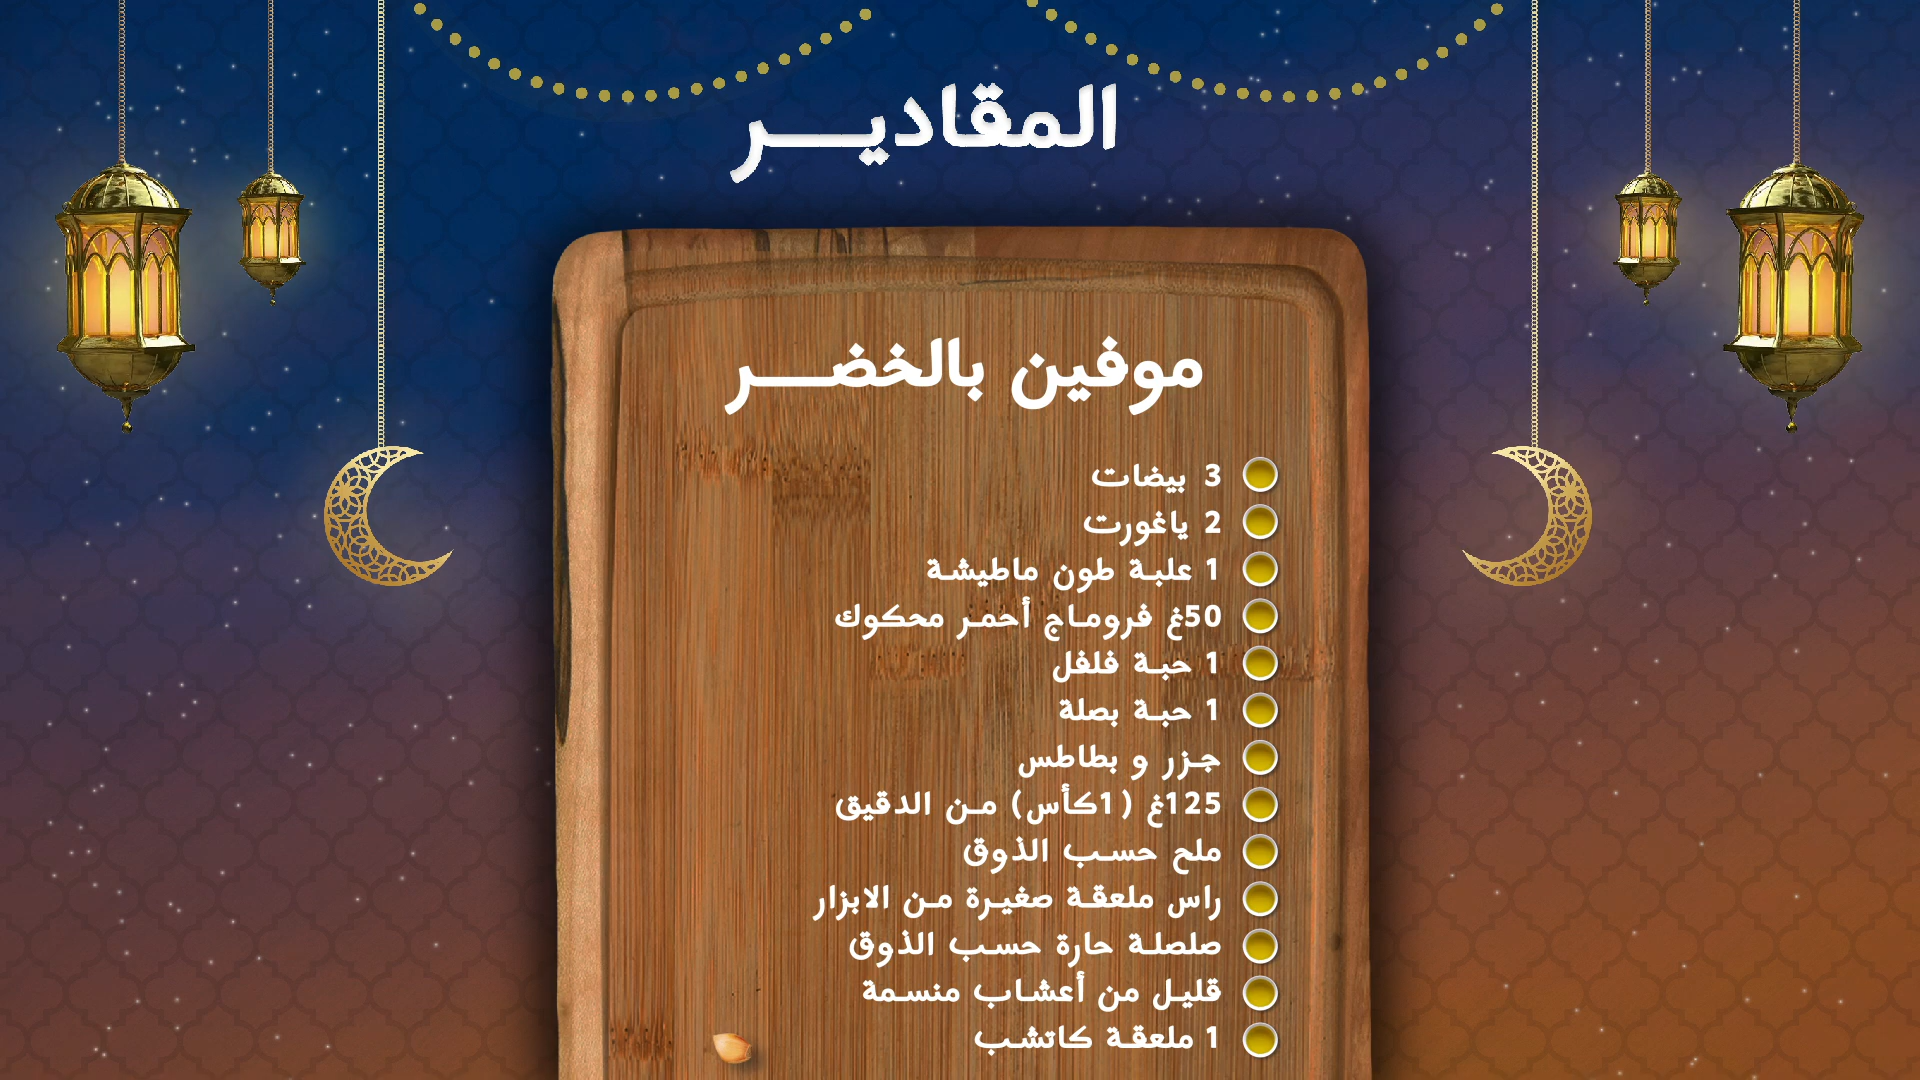 المقاديـــر
موفين بالخضـــر
3 بيضات
2 ياغورت
1 علبة طون ماطيشة
50غ فروماج أحمر محكوك
1 حبة فلفل
1 حبة بصلة
جزر و بطاطس
125غ (1كأس) من الدقيق
ملح حسب الذوق
راس ملعقة صغيرة من الابزار
صلصلة حارة حسب الذوق
قليل من أعشاب منسمة
1 ملعقة كاتشب